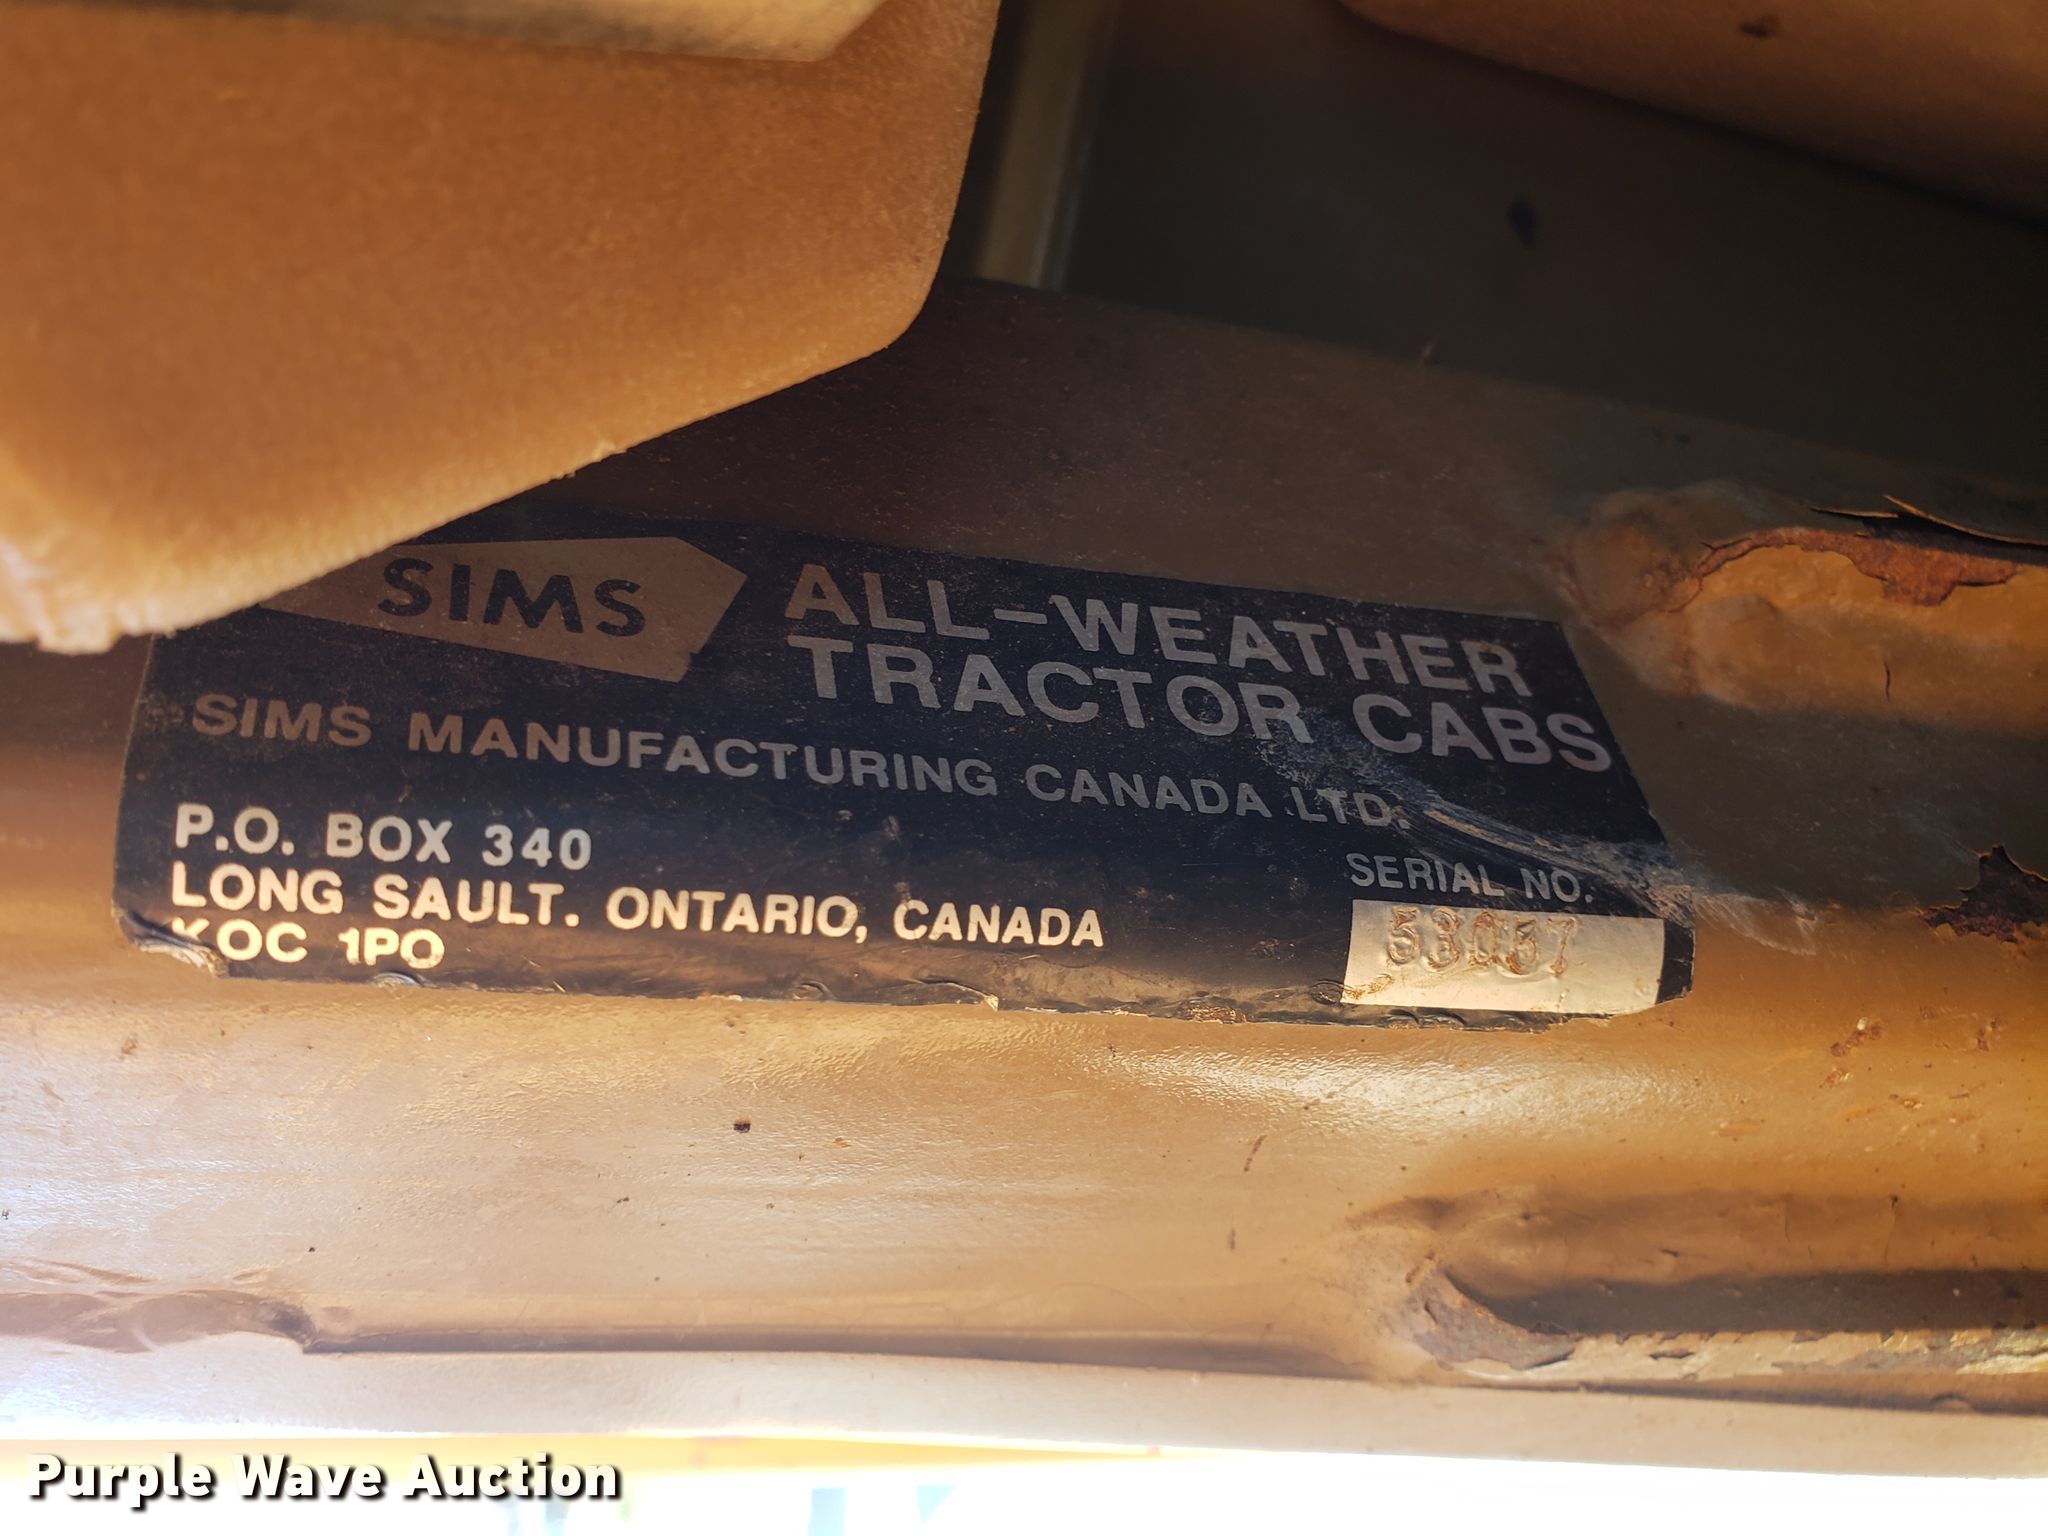 SIMS
ALL-WEATHER
TRACTOR CABS
SIMS MANUFACTURING CANADA LTD.
P.O. BOX 340
LONG SAULT. ONTARIO, CANADA
KOC 1PO
SERIAL NO.
53057
Purple Wave Auction